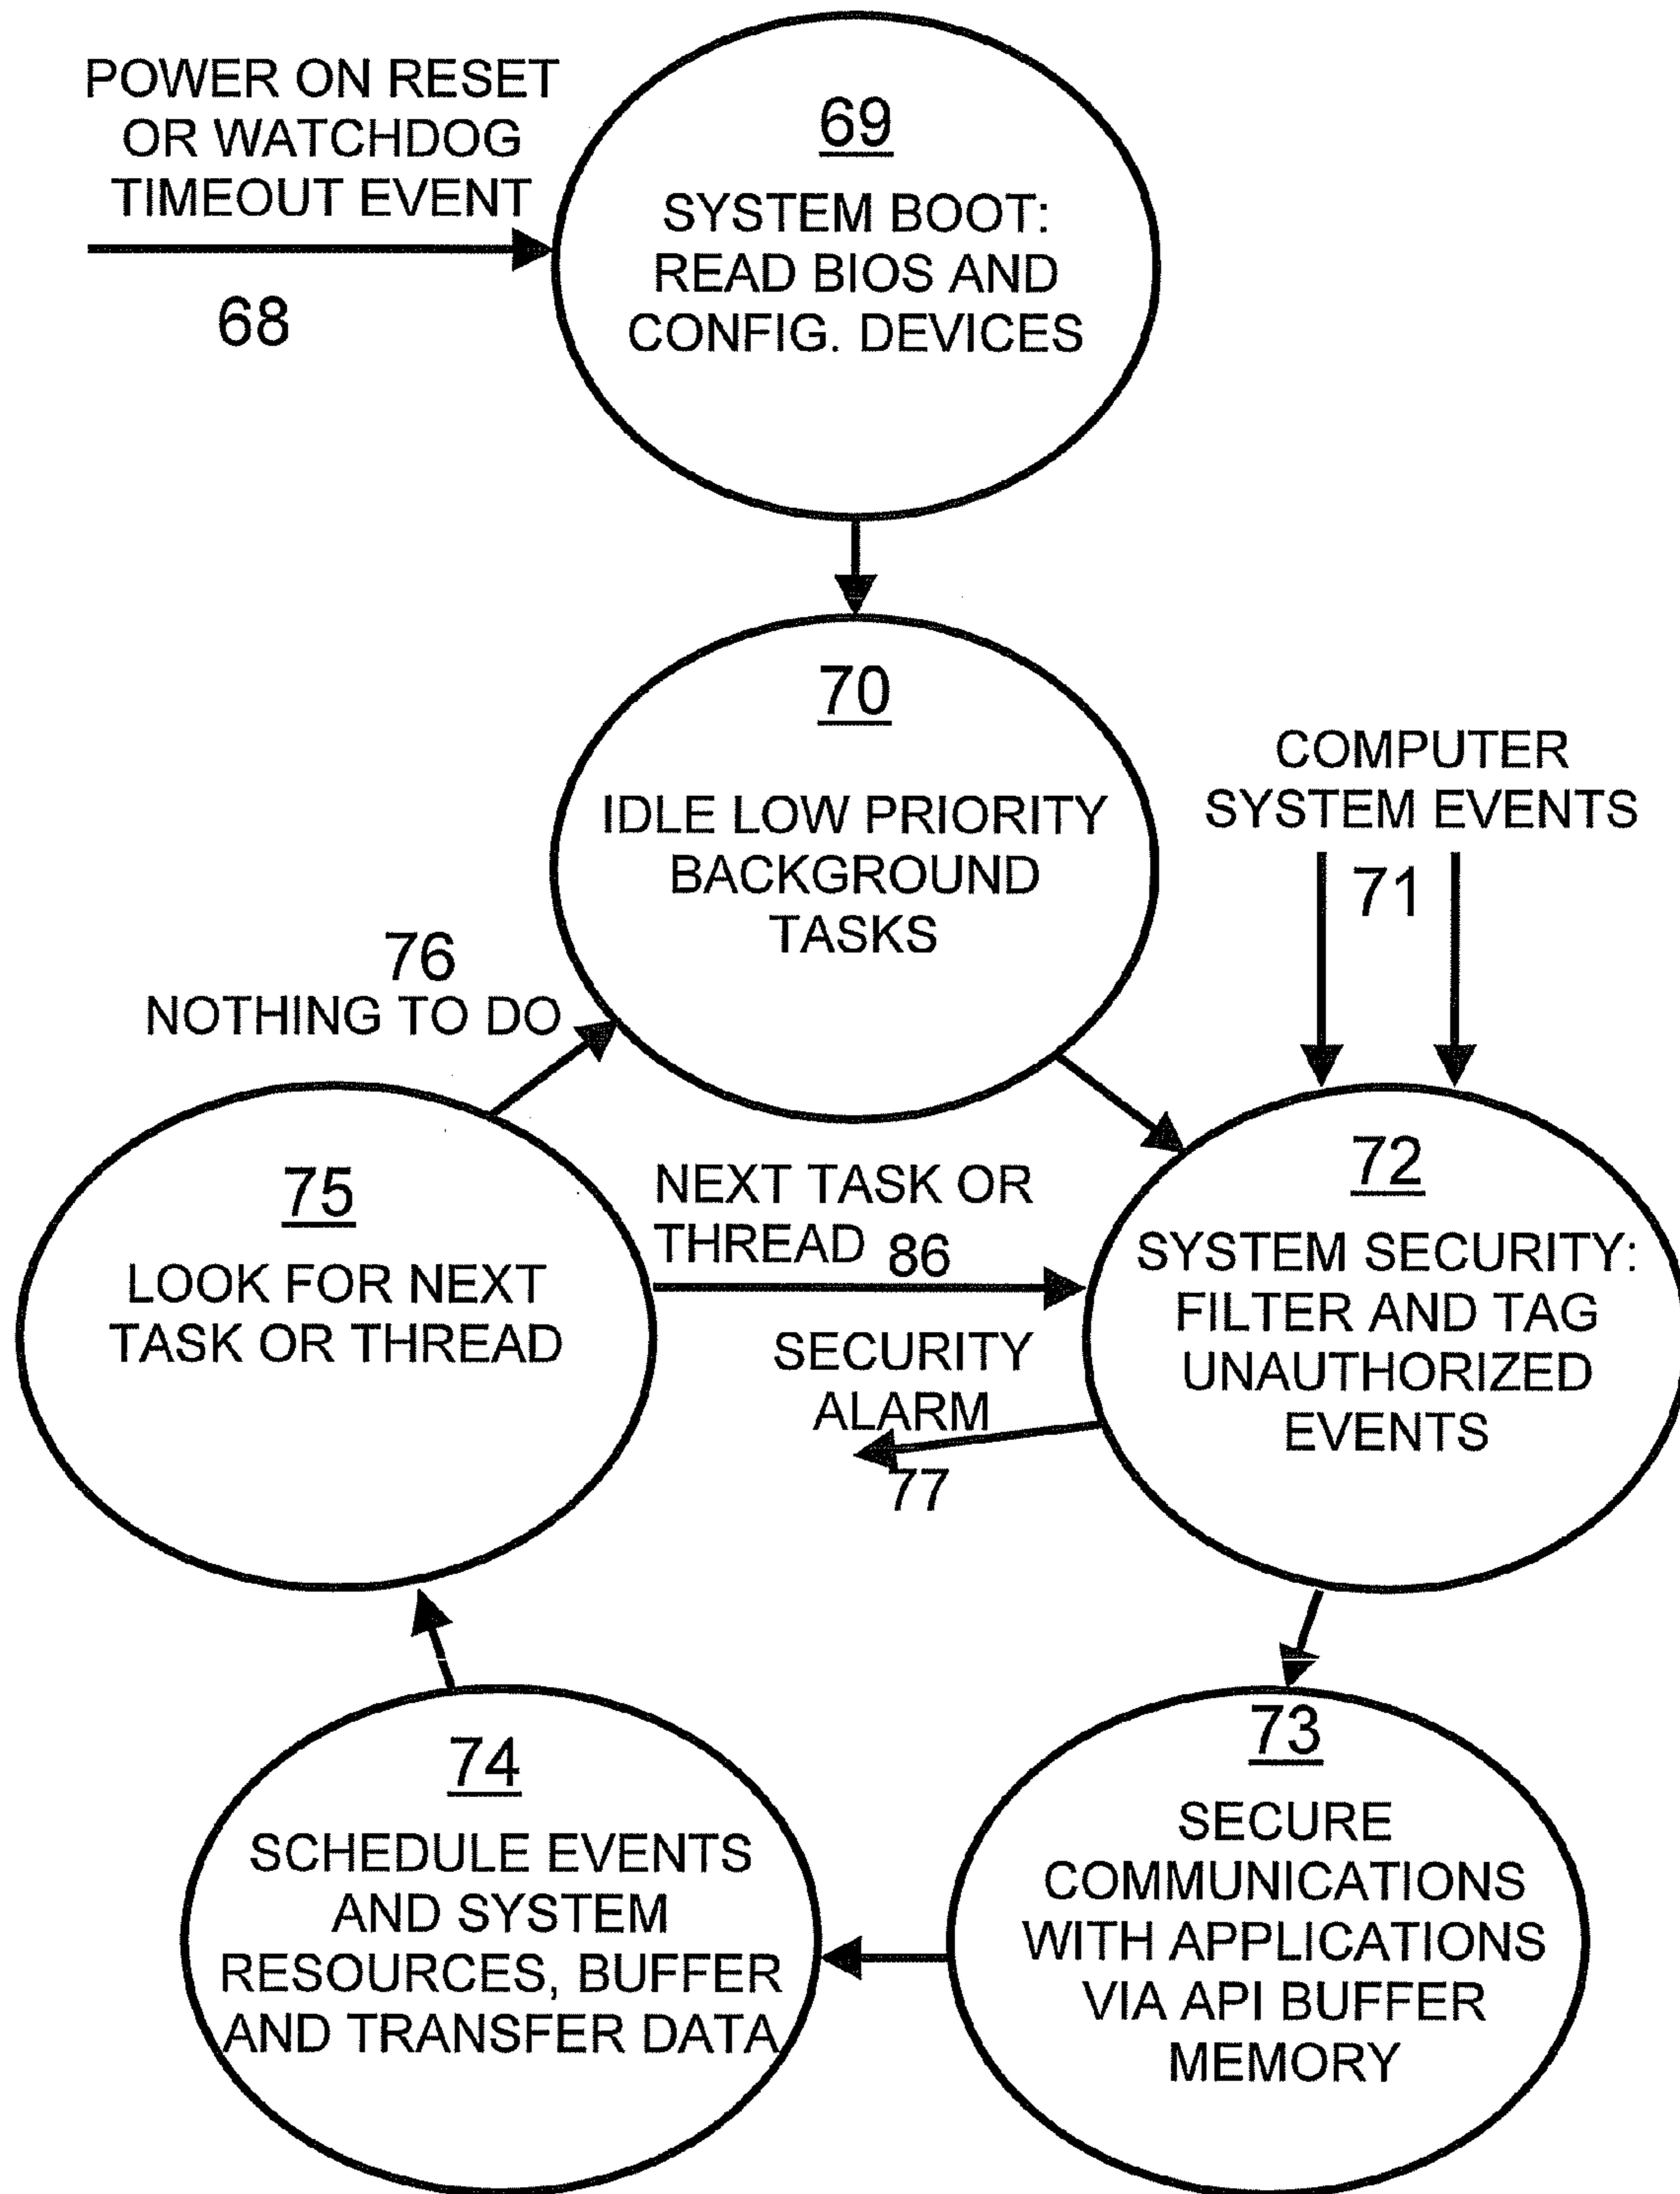 POWER ON RESET
OR WATCHDOG
TIMEOUT EVENT
68
69
SYSTEM BOOT:
READ BIOS AND
CONFIG. DEVICES
70
IDLE LOW PRIORITY
BACKGROUND
TASKS
COMPUTER
SYSTEM EVENTS
71
76
NOTHING TO DO
75
LOOK FOR NEXT
TASK OR THREAD
NEXT TASK OR
THREAD 86
SECURITY
ALARM
77
72
SYSTEM SECURITY:
FILTER AND TAG
UNAUTHORIZED
EVENTS
73
SECURE
COMMUNICATIONS
WITH APPLICATIONS
VIA API BUFFER
MEMORY
74
SCHEDULE EVENTS
AND SYSTEM
RESOURCES, BUFFER
AND TRANSFER DATA